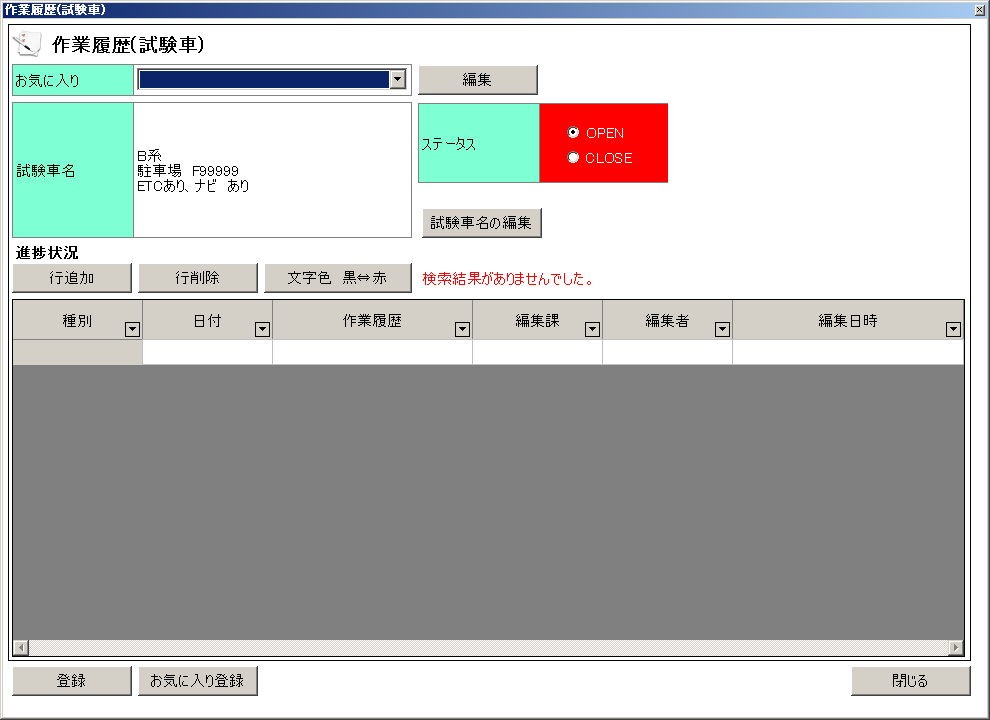 作業履歴(試験車)
作業履歴(試験車)
お気に入り
編集
試験車名
B系
駐車場　F99999
ETCあり、ナビ　あり
ステータス
OPEN
CLOSE
試験車名の編集
進捗状況
行追加
行削除
文字色　黒⇔赤
検索結果がありませんでした。
種別
日付
作業履歴
編集課
編集者
編集日時
登録
お気に入り登録
閉じる